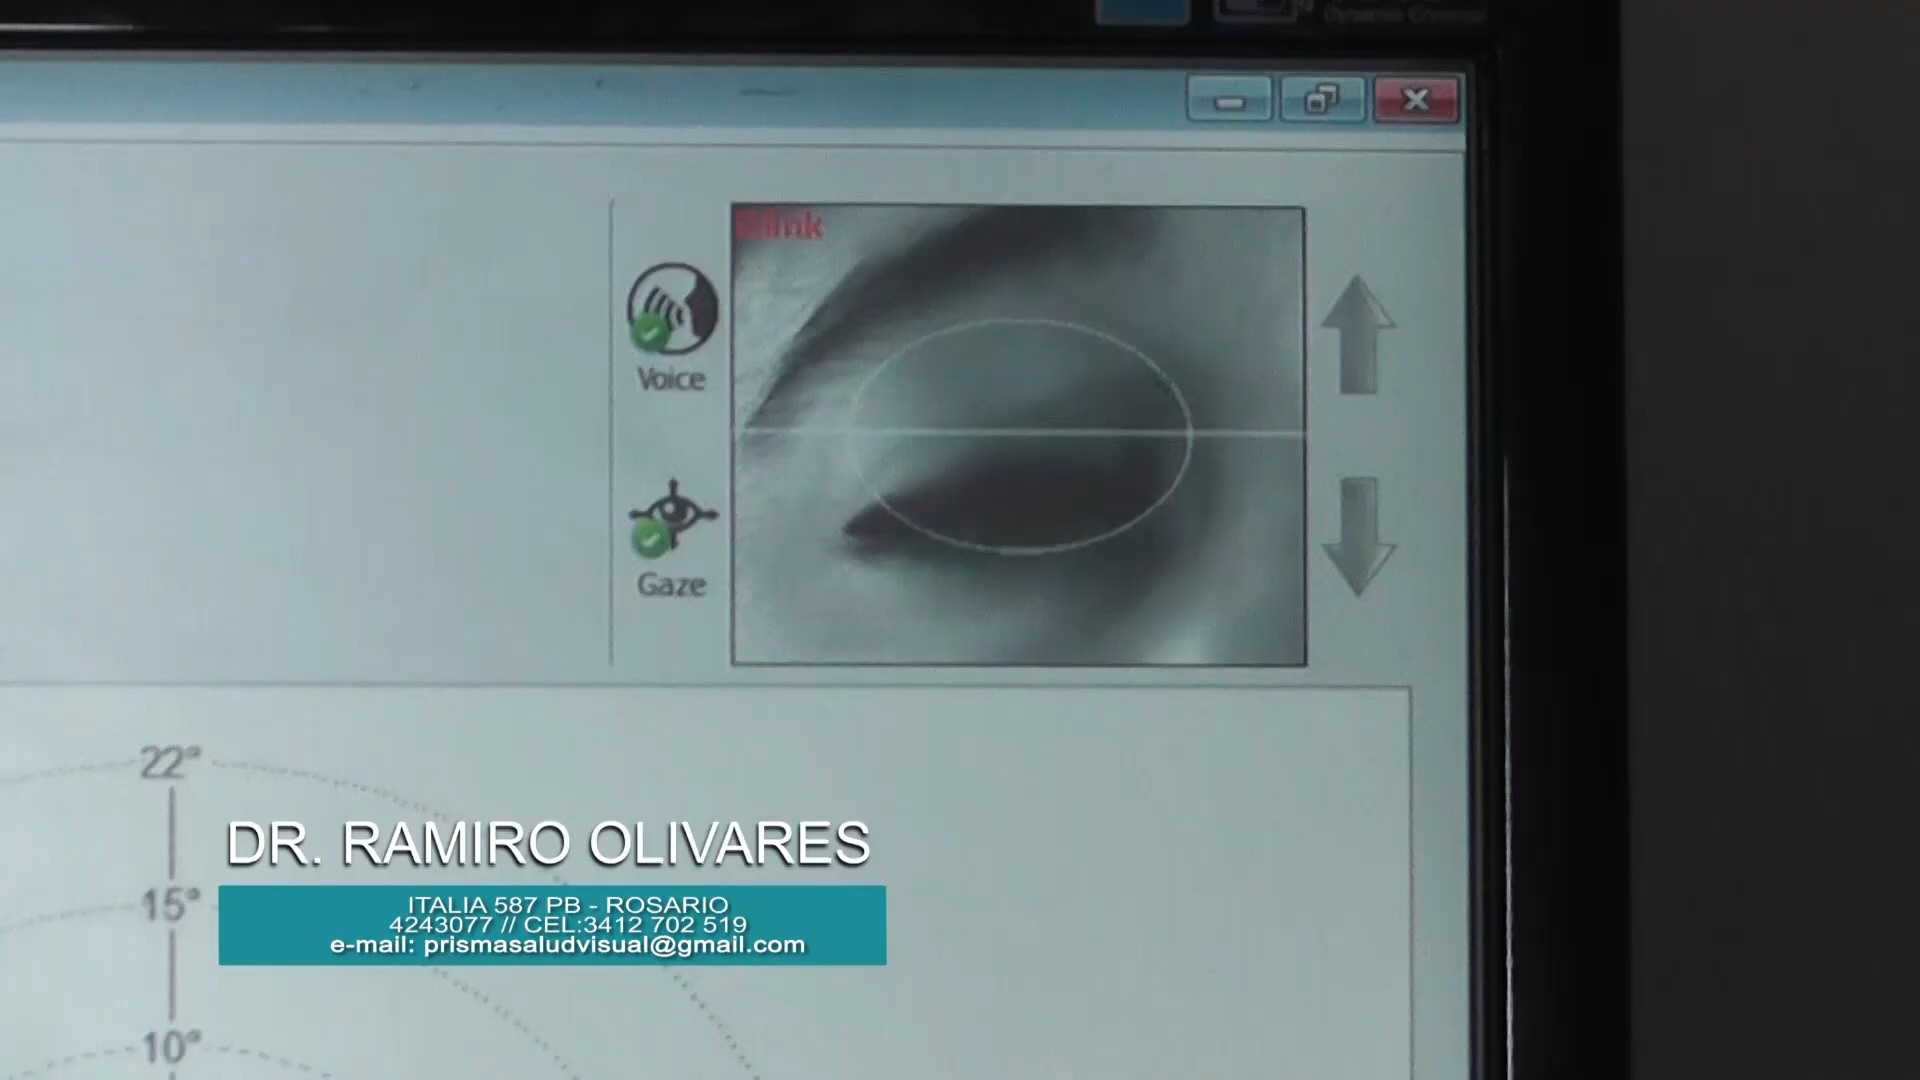 Blink
Voice
Gaze
22°
15°
10°
DR. RAMIRO OLIVARES
ITALIA 587 PB - ROSARIO
4243077 // CEL:3412 702 519
e-mail: prismasaludvisual@gmail.com